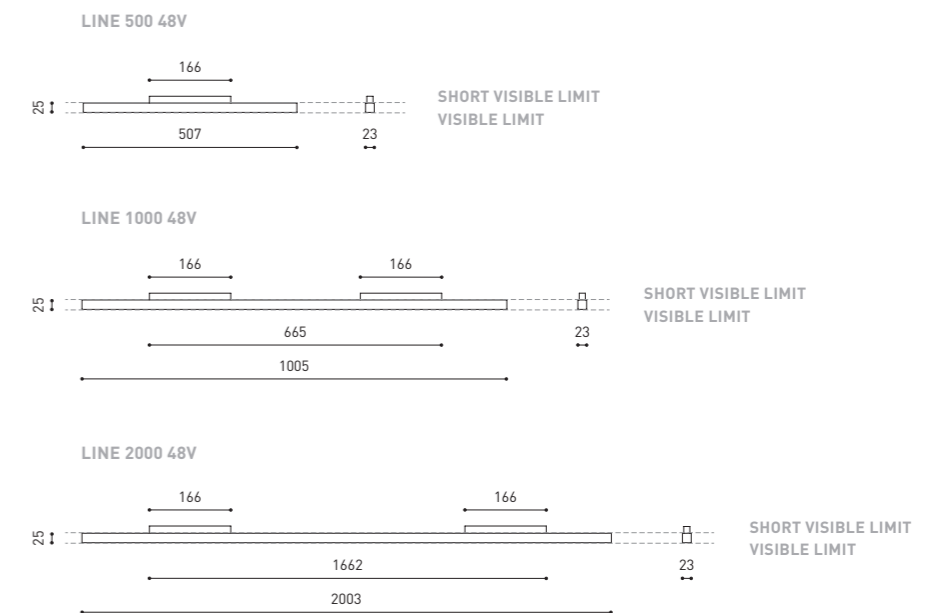 LINE 500 48V
166
25
SHORT VISIBLE LIMIT
VISIBLE LIMIT
507
23
LINE 1000 48V
166
166
25
SHORT VISIBLE LIMIT
VISIBLE LIMIT
665
23
1005
LINE 2000 48V
166
166
25
SHORT VISIBLE LIMIT
VISIBLE LIMIT
1662
23
2003